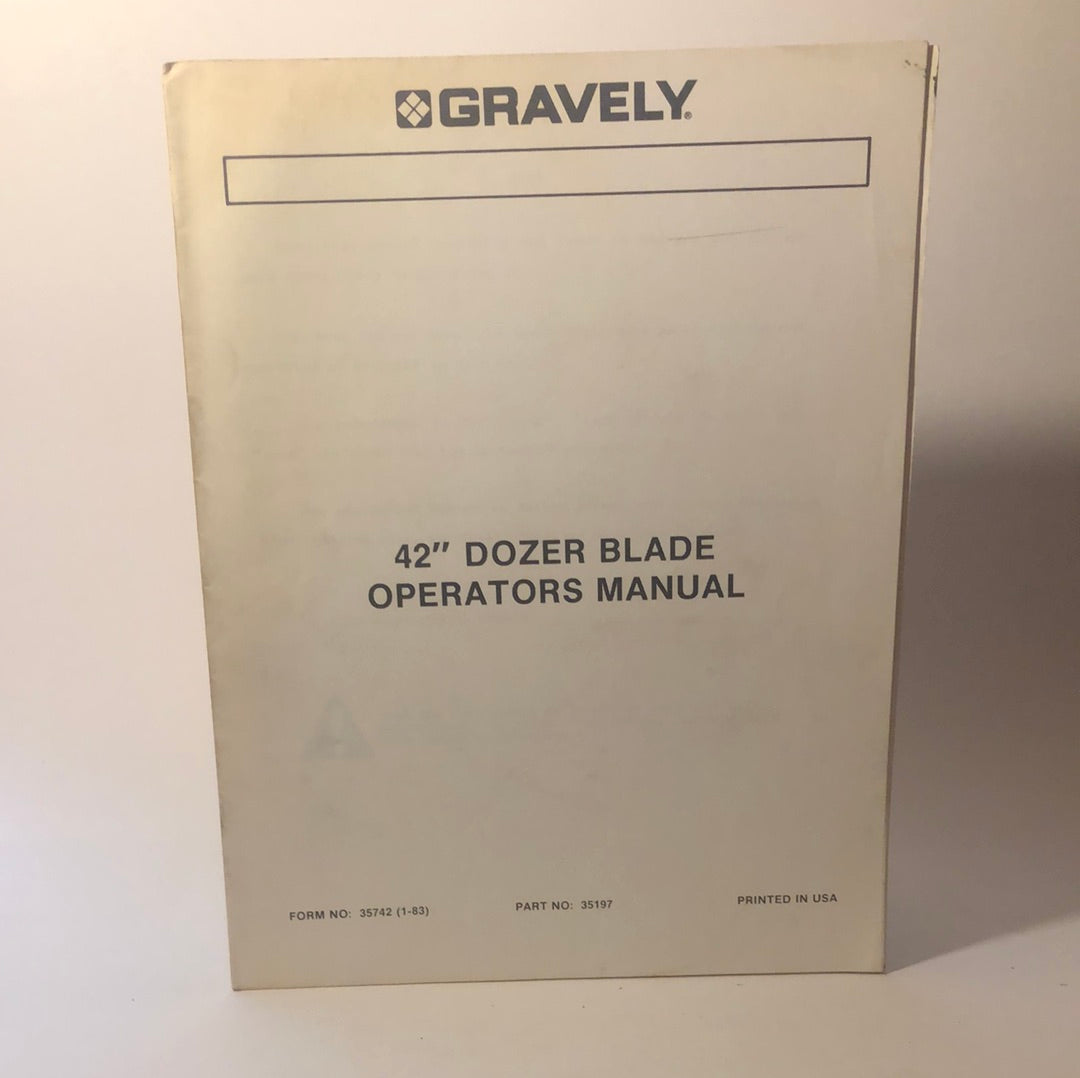 GRAVELY®
42" DOZER BLADE
OPERATORS MANUAL
FORM NO: 35742 (1-83) PART NO: 35197 PRINTED IN USA